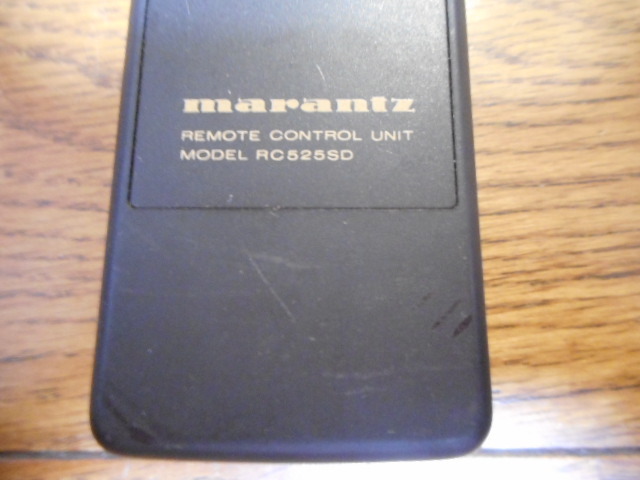 marantz
REMOTE CONTROL UNIT
MODEL RC525SD